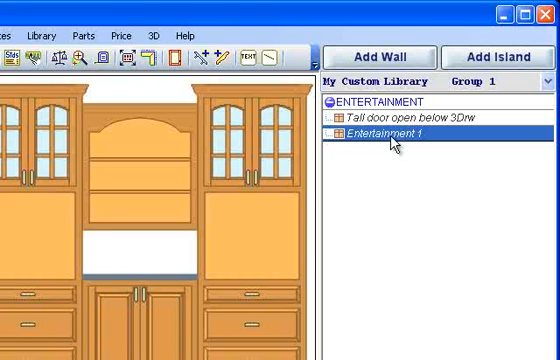 Library Parts Price 3D Help
TEXT
Add Wall Add Island
My Custom Library Group 1
ENTERTAINMENT
Tall door open below 3Drw
Entertainment 1